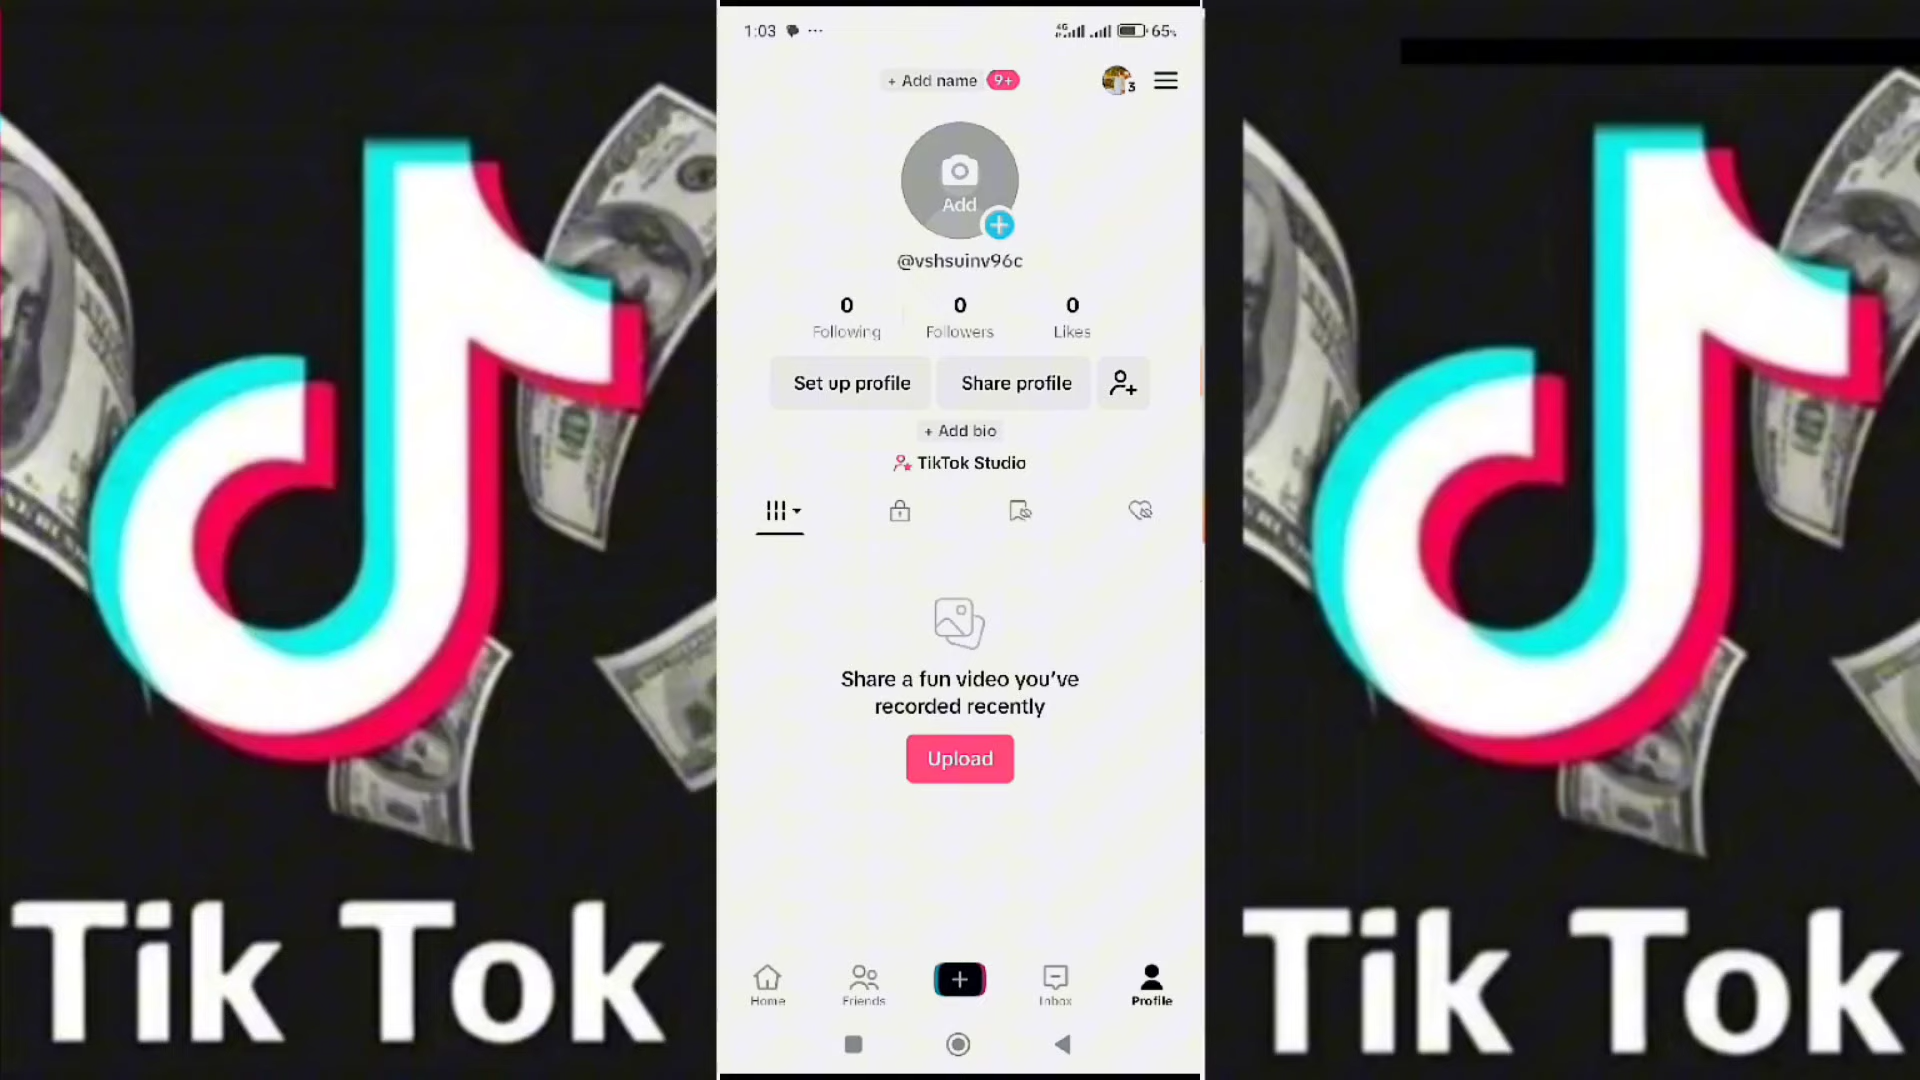 1:03 ... 4G 65%
+ Add name 9+ 3
Add
@vshsuinv96c
0 0 0
Following Followers Likes
Set up profile Share profile
+ Add bio
TikTok Studio
Share a fun video you've
recorded recently
Upload
Home Friends Inbox Profile
Tik Tok
Tik Tok